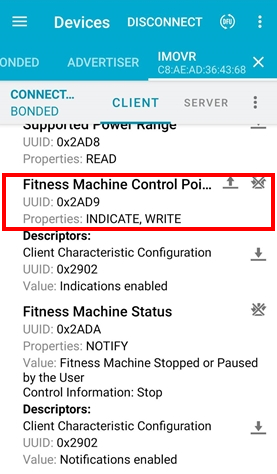 Devices DISCONNECT DFU
ONDED ADVERTISER IMOVR
C8:AE:AD:36:43:68
CONNECT...
BONDED
CLIENT SERVER
Supported Power Range
UUID: 0x2AD8
Properties: READ
Fitness Machine Control Poi...
UUID: 0x2AD9
Properties: INDICATE, WRITE
Descriptors:
Client Characteristic Configuration
UUID: 0x2902
Value: Indications enabled
Fitness Machine Status
UUID: 0x2ADA
Properties: NOTIFY
Value: Fitness Machine Stopped or Paused
by the User
Control Information: Stop
Descriptors:
Client Characteristic Configuration
UUID: 0x2902
Value: Notifications enabled